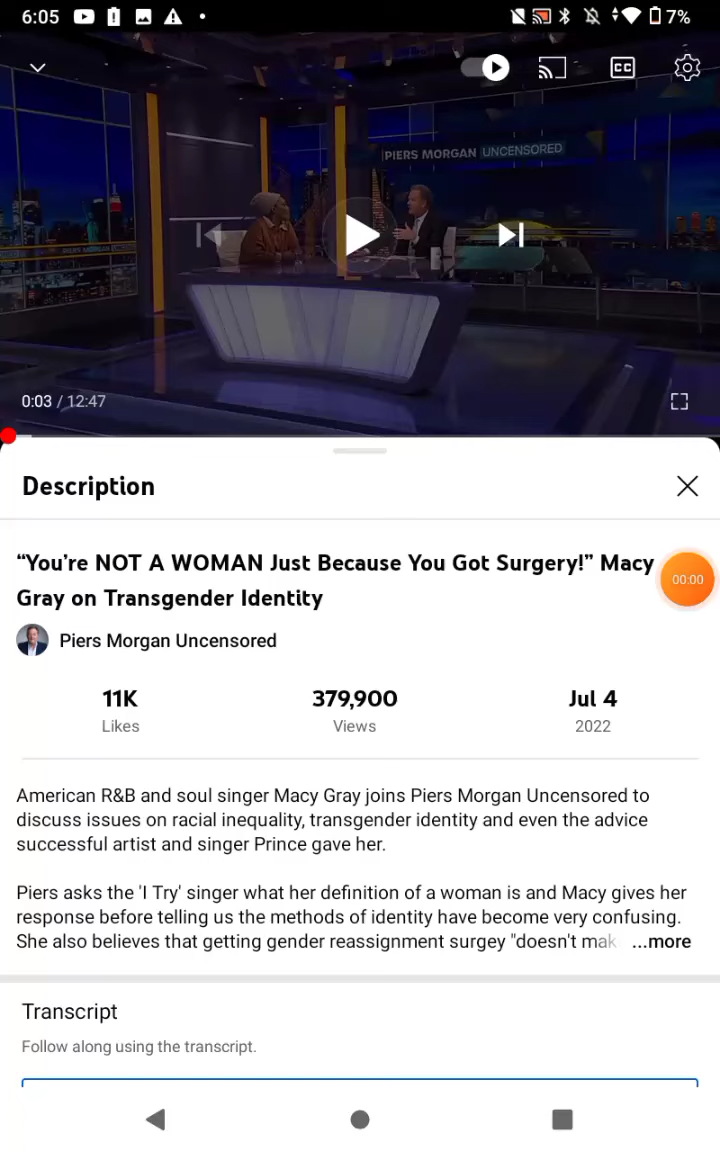 6:05
7%
CC
PIERS MORGAN UNCENSORED
0:03 / 12:47
Description
“You’re NOT A WOMAN Just Because You Got Surgery!” Macy
Gray on Transgender Identity
00:00
Piers Morgan Uncensored
11K 379,900 Jul 4
Likes Views 2022
American R&B and soul singer Macy Gray joins Piers Morgan Uncensored to
discuss issues on racial inequality, transgender identity and even the advice
successful artist and singer Prince gave her.
Piers asks the 'I Try' singer what her definition of a woman is and Macy gives her
response before telling us the methods of identity have become very confusing.
She also believes that getting gender reassignment surgey "doesn't mak ...more
Transcript
Follow along using the transcript.